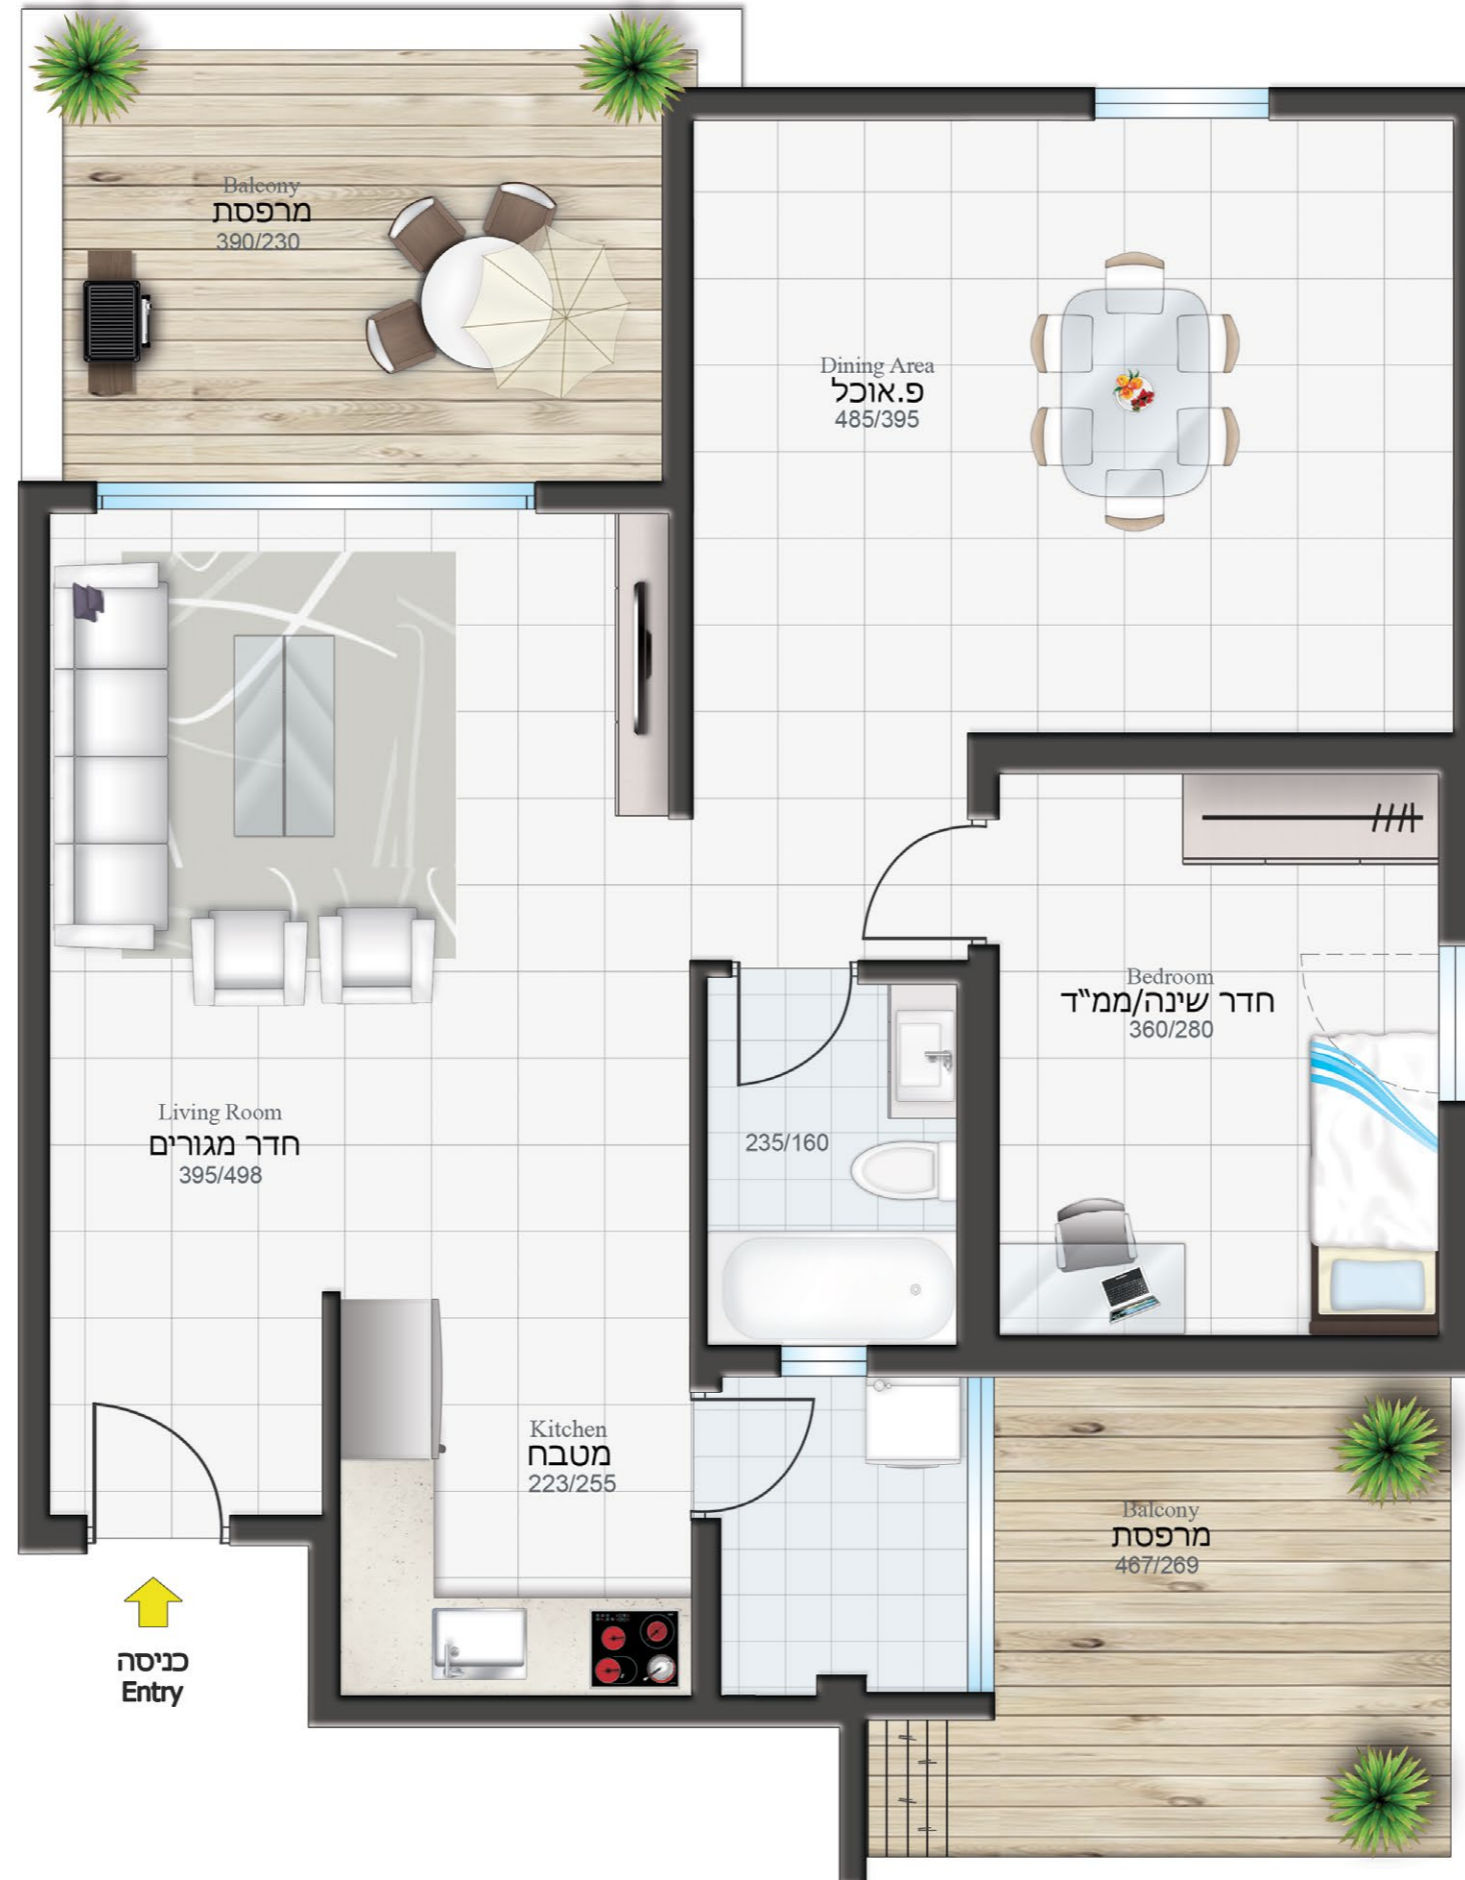 Balcony
מרפסת
390/230
Dining Area
פ.אוכל
485/395
Bedroom
חדר שינה/ממ"ד
360/280
Living Room
חדר מגורים
395/498
235/160
Kitchen
מטבח
223/255
Balcony
מרפסת
467/269
כניסה
Entry